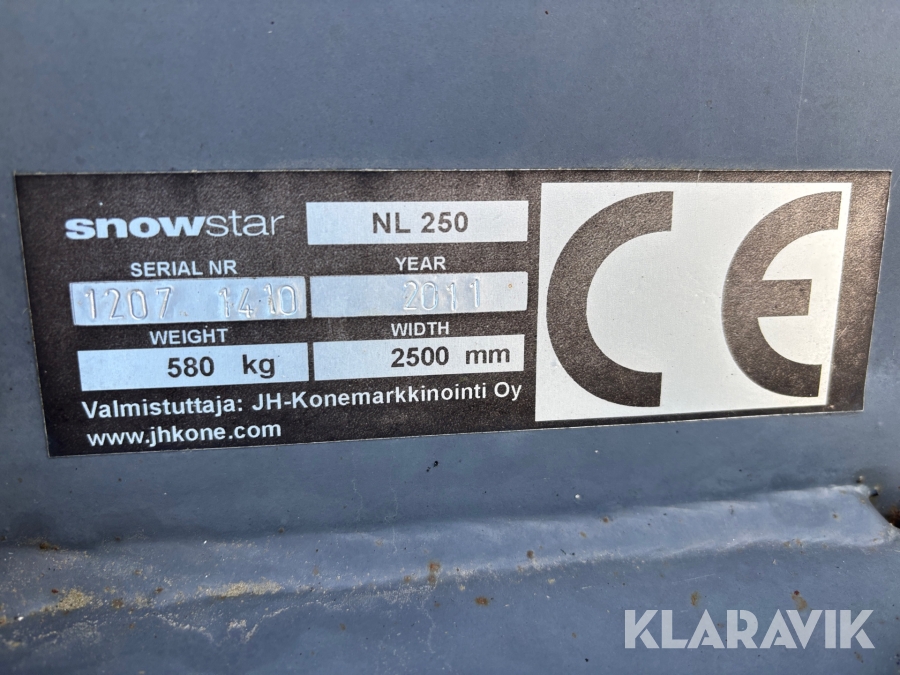 snowstar NL 250
SERIAL NR YEAR
1207. 1410 2011
WEIGHT WIDTH
580 kg 2500 mm
Valmistuttaja: JH-Konemarkkinointi Oy
www.jhkone.com
CE
KLARAVIK